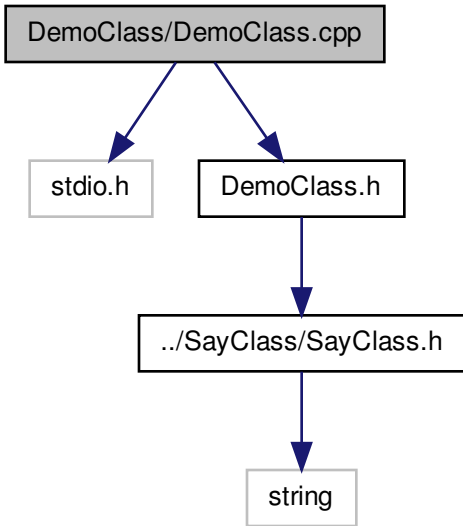 DemoClass/DemoClass.cpp
stdio.h
DemoClass.h
../SayClass/SayClass.h
string